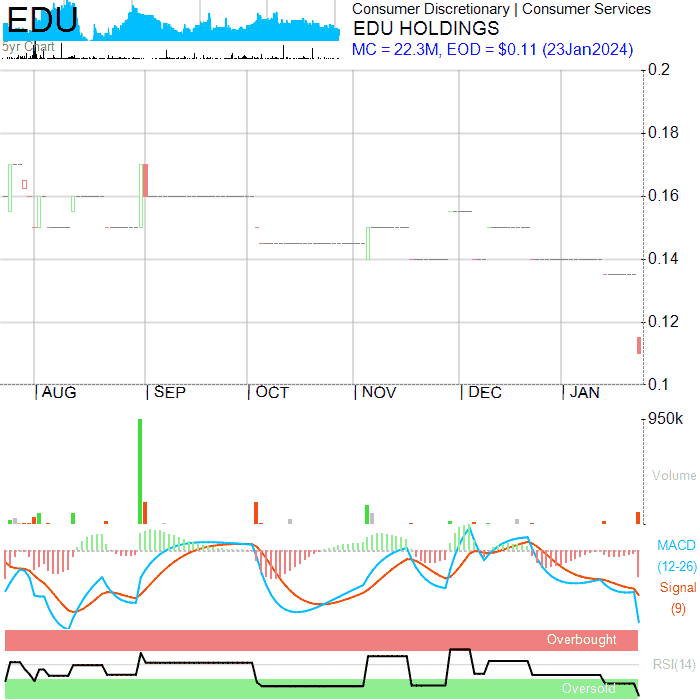 EDU
5yr Chart
Consumer Discretionary | Consumer Services
EDU HOLDINGS
MC = 22.3M, EOD = $0.11 (23Jan2024)
0.2
0.18
0.16
0.14
0.12
0.1
AUG
SEP
OCT
NOV
DEC
JAN
950k
Volume
MACD
(12-26)
Signal
(9)
Overbought
RSI(14)
Oversold